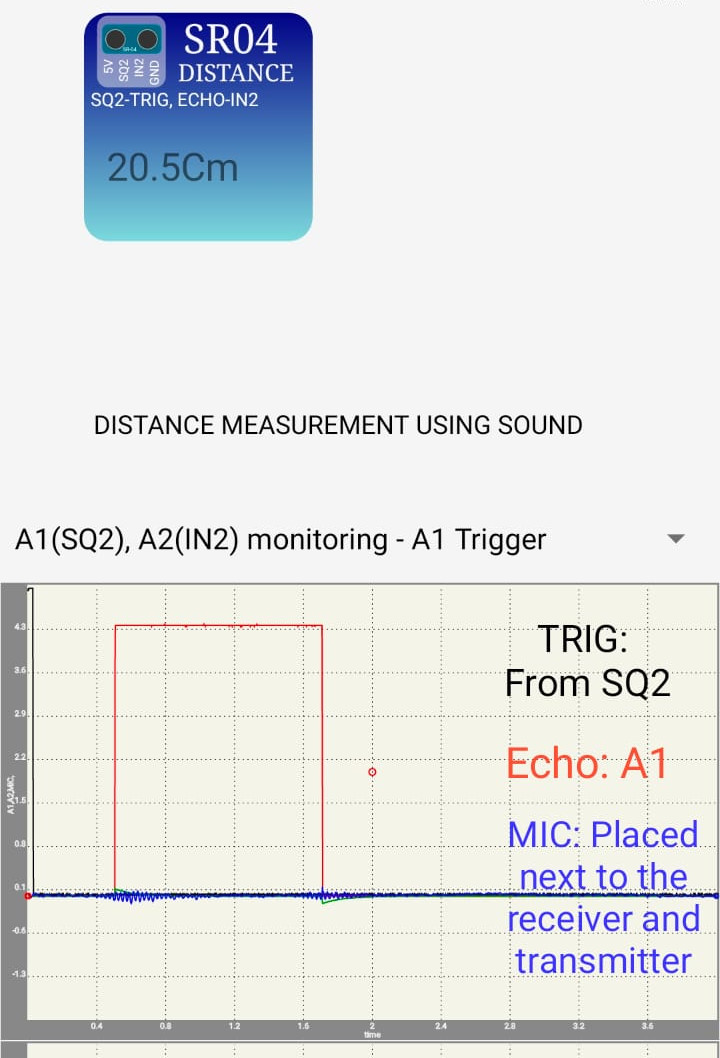 SR04
SR-04
DISTANCE
5V
SQ2
IN2
GND
SQ2-TRIG, ECHO-IN2
20.5Cm
DISTANCE MEASUREMENT USING SOUND
A1(SQ2), A2(IN2) monitoring - A1 Trigger
4.3
3.6
2.9
2.2
1.5
0.8
0.1
-0.6
-1.3
A1,A2,MIC,
TRIG:
From SQ2
Echo: A1
MIC: Placed
next to the
receiver and
transmitter
0.4
0.8
1.2
1.6
2
2.4
2.8
3.2
3.6
time